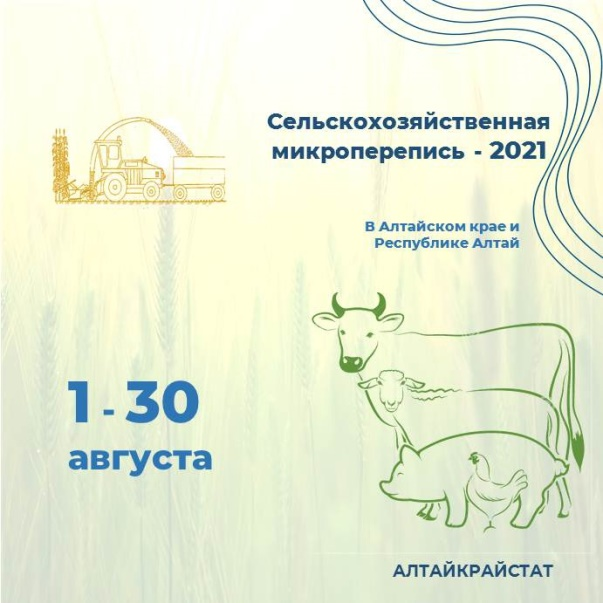 Сельскохозяйственная
микроперепись - 2021
В Алтайском крае и
Республике Алтай
1 - 30
августа
АЛТАЙКРАЙСТАТ